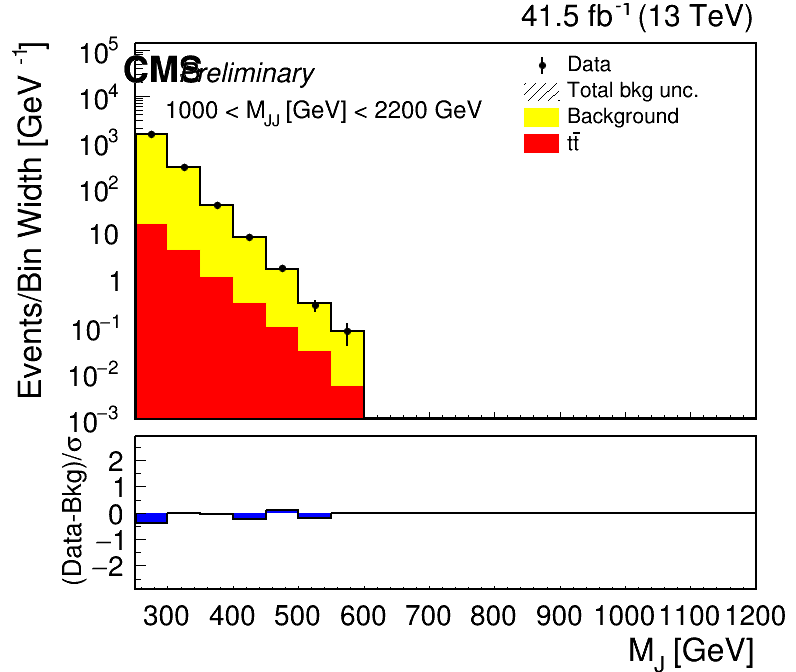 41.5 fb⁻¹ (13 TeV)
CMS Preliminary
1000 < M_JJ [GeV] < 2200 GeV
Data
Total bkg unc.
Background
tt̄
Events/Bin Width [GeV⁻¹]
10⁵
10⁴
10³
10²
10
1
10⁻¹
10⁻²
10⁻³
(Data-Bkg)/σ
2
1
0
−1
−2
300 400 500 600 700 800 900 1000 1100 1200
M_J [GeV]